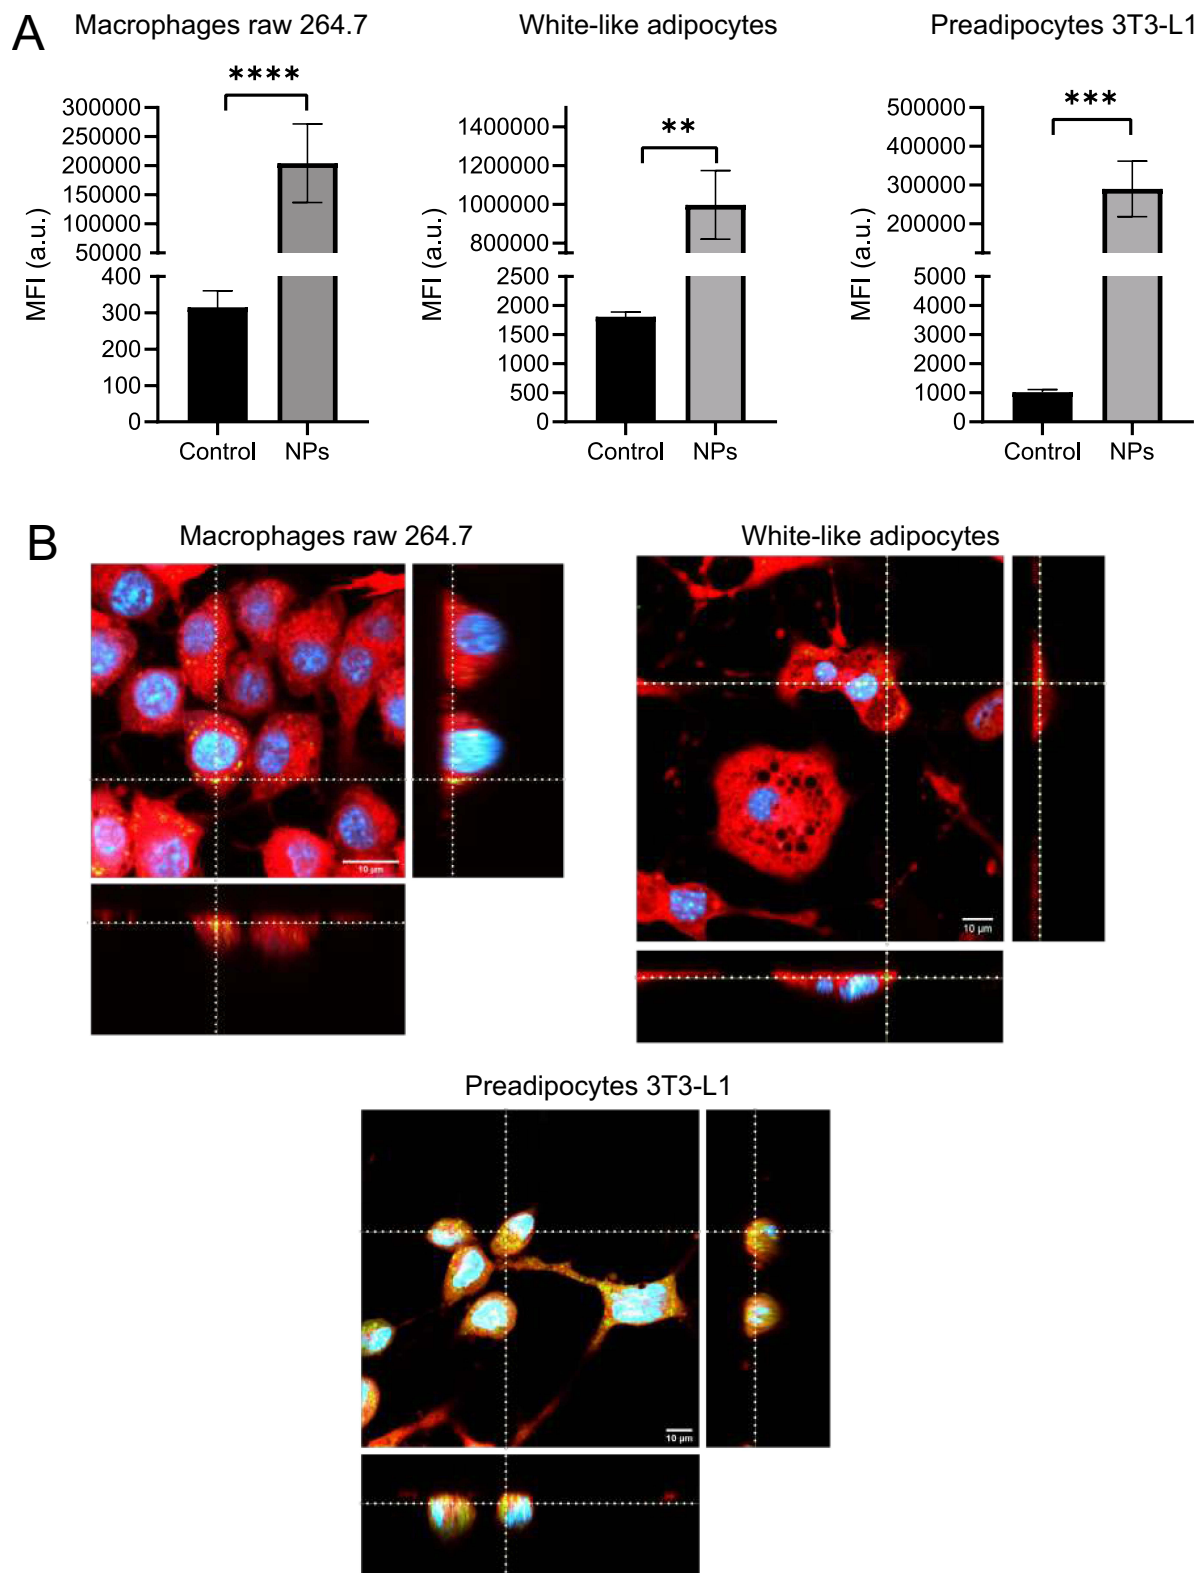 A
Macrophages raw 264.7
White-like adipocytes
Preadipocytes 3T3-L1
****
MFI (a.u.)
300000
250000
200000
150000
100000
50000
400
300
200
100
0
Control
NPs
**
MFI (a.u.)
1400000
1200000
1000000
800000
2500
2000
1500
1000
500
0
Control
NPs
***
MFI (a.u.)
500000
400000
300000
200000
5000
4000
3000
2000
1000
0
Control
NPs
B
Macrophages raw 264.7
10 µm
White-like adipocytes
10 µm
Preadipocytes 3T3-L1
10 µm